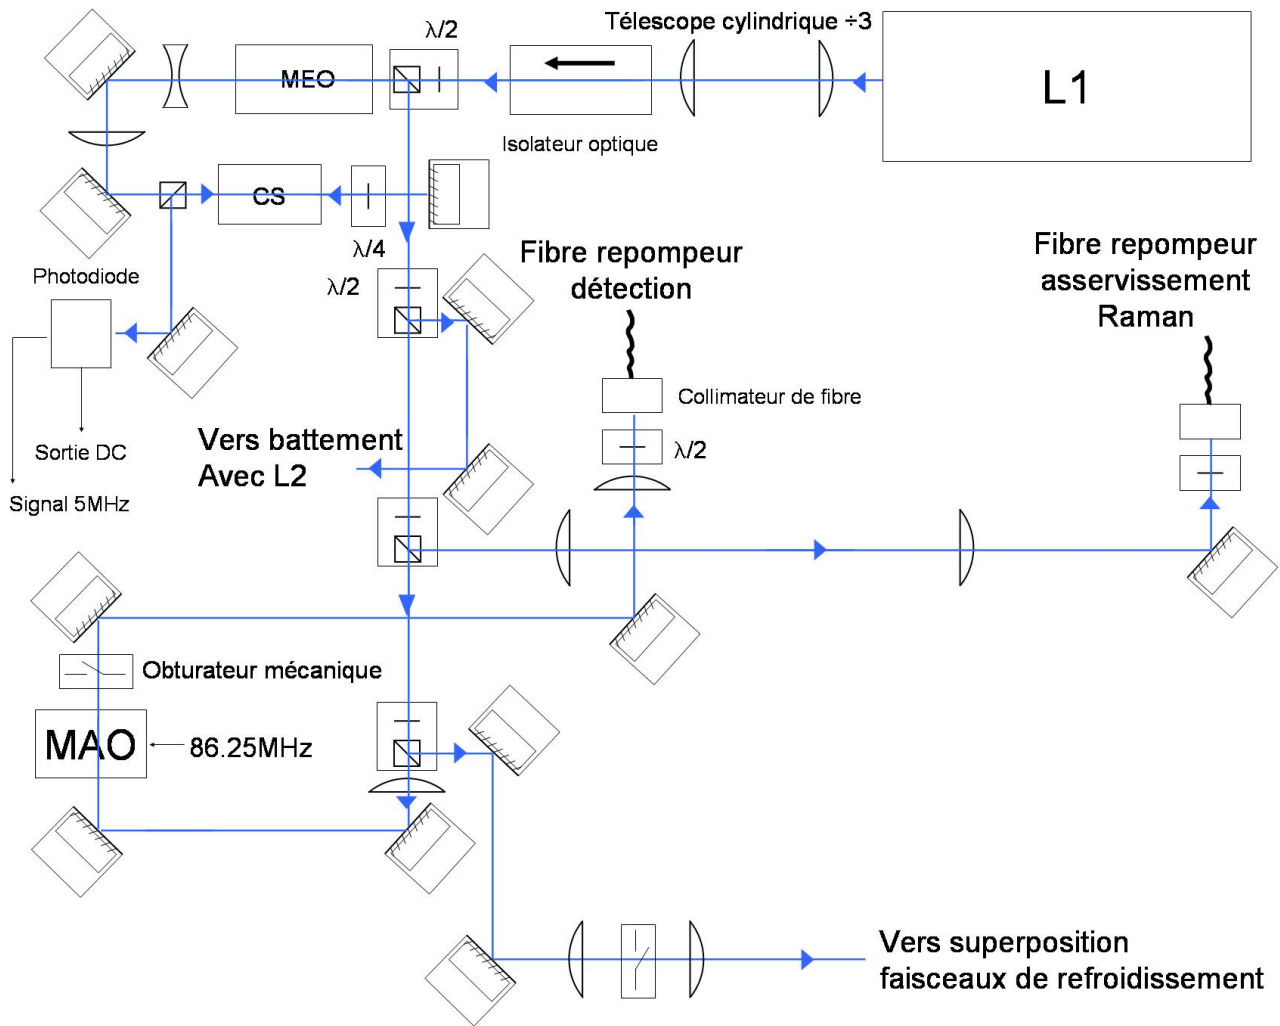 Télescope cylindrique ÷3
λ/2
MEO
L1
Isolateur optique
CS
λ/4
λ/2
Photodiode
Fibre repompeur
détection
Fibre repompeur
asservissement
Raman
Collimateur de fibre
λ/2
Vers battement
Avec L2
Sortie DC
Signal 5MHz
Obturateur mécanique
MAO
86.25MHz
Vers superposition
faisceaux de refroidissement